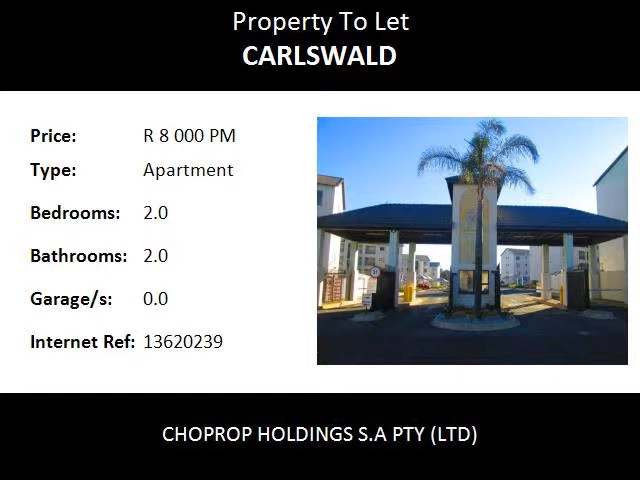 Property To Let
CARLSWALD
Price: R 8 000 PM
Type: Apartment
Bedrooms: 2.0
Bathrooms: 2.0
Garage/s: 0.0
Internet Ref: 13620239
CHOPROP HOLDINGS S.A PTY (LTD)